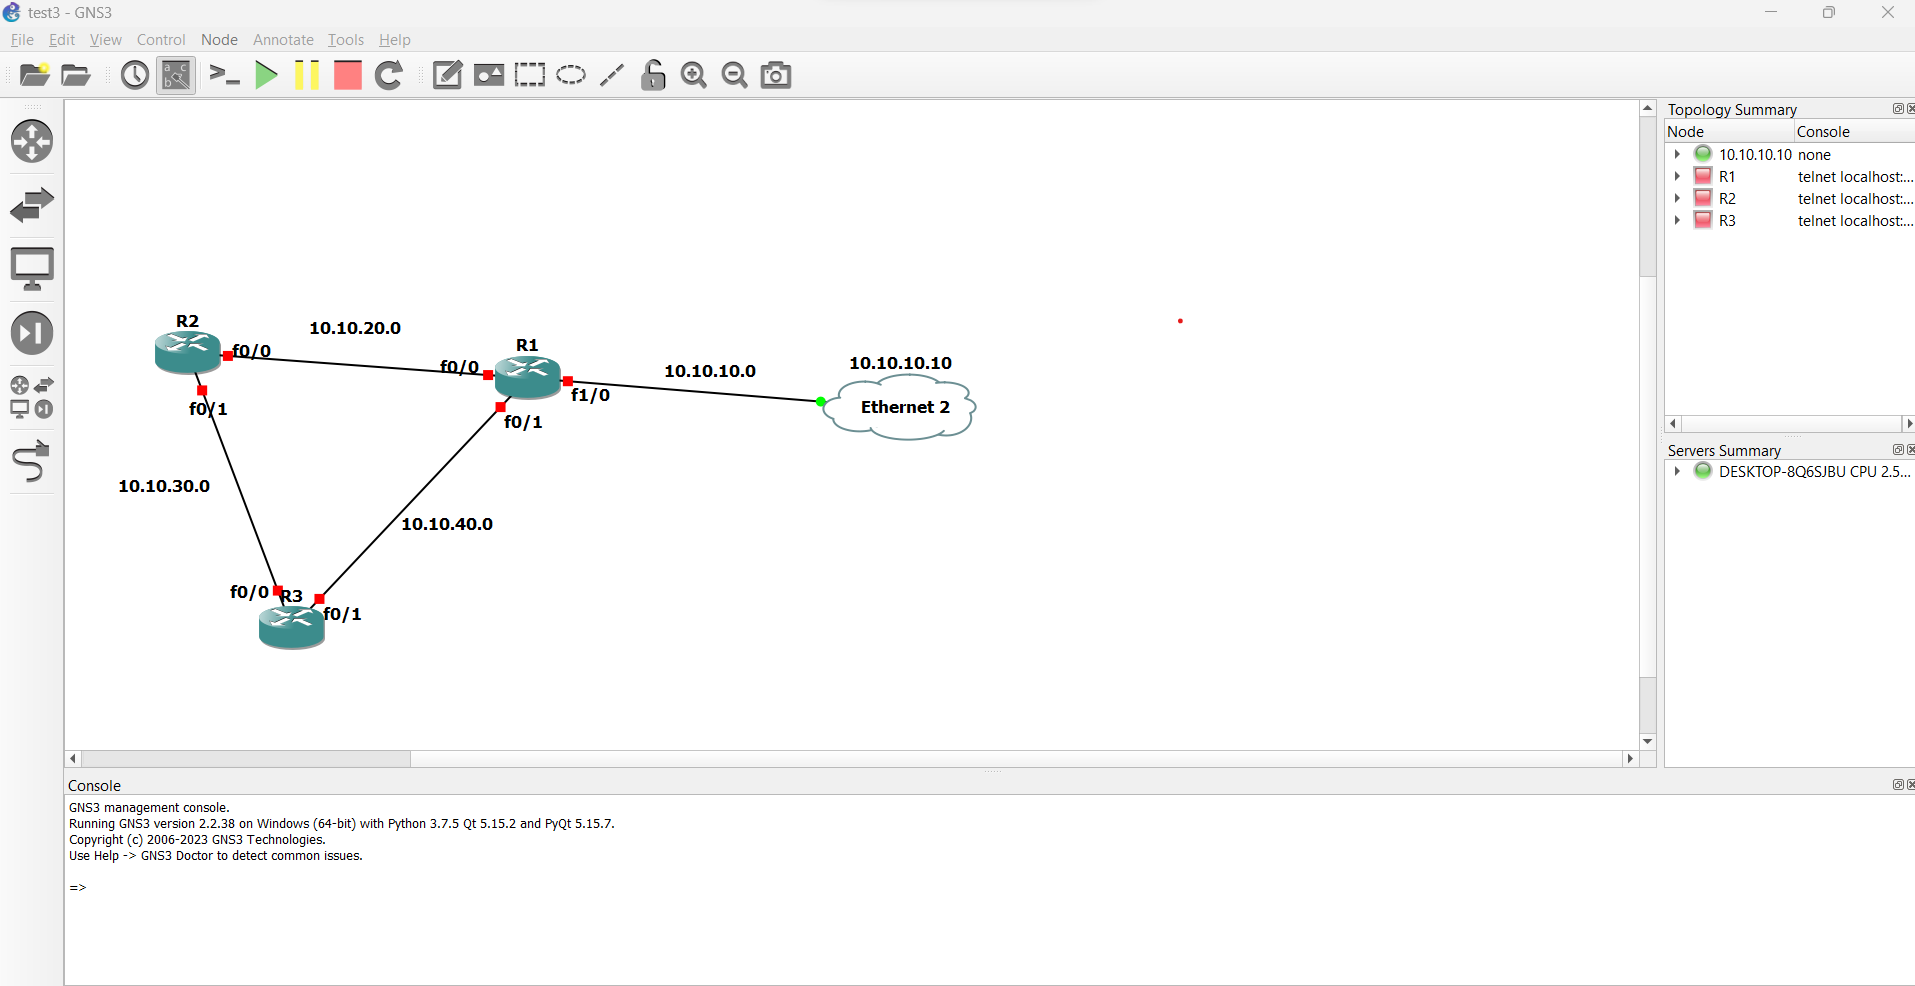 test3 - GNS3
File Edit View Control Node Annotate Tools Help
Topology Summary
Node Console
10.10.10.10 none
R1 telnet localhost:...
R2 telnet localhost:...
R3 telnet localhost:...
R2
10.10.20.0
f0/0
R1
f0/0
10.10.10.0
10.10.10.10
f1/0
Ethernet 2
f0/1
f0/1
10.10.30.0
10.10.40.0
f0/0
R3
f0/1
Servers Summary
DESKTOP-8Q6SJBU CPU 2.5...
Console
GNS3 management console.
Running GNS3 version 2.2.38 on Windows (64-bit) with Python 3.7.5 Qt 5.15.2 and PyQt 5.15.7.
Copyright (c) 2006-2023 GNS3 Technologies.
Use Help -> GNS3 Doctor to detect common issues.
=>